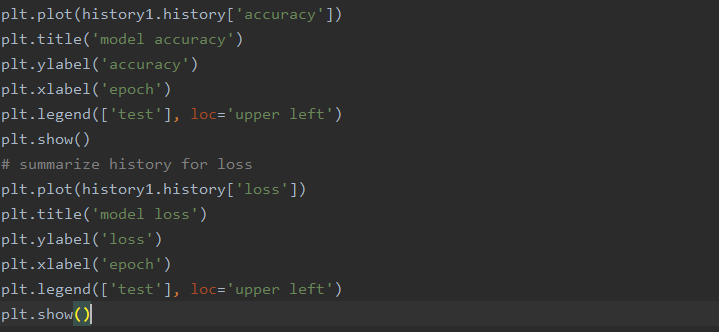 plt.plot(history1.history['accuracy'])
plt.title('model accuracy')
plt.ylabel('accuracy')
plt.xlabel('epoch')
plt.legend(['test'], loc='upper left')
plt.show()
# summarize history for loss
plt.plot(history1.history['loss'])
plt.title('model loss')
plt.ylabel('loss')
plt.xlabel('epoch')
plt.legend(['test'], loc='upper left')
plt.show()